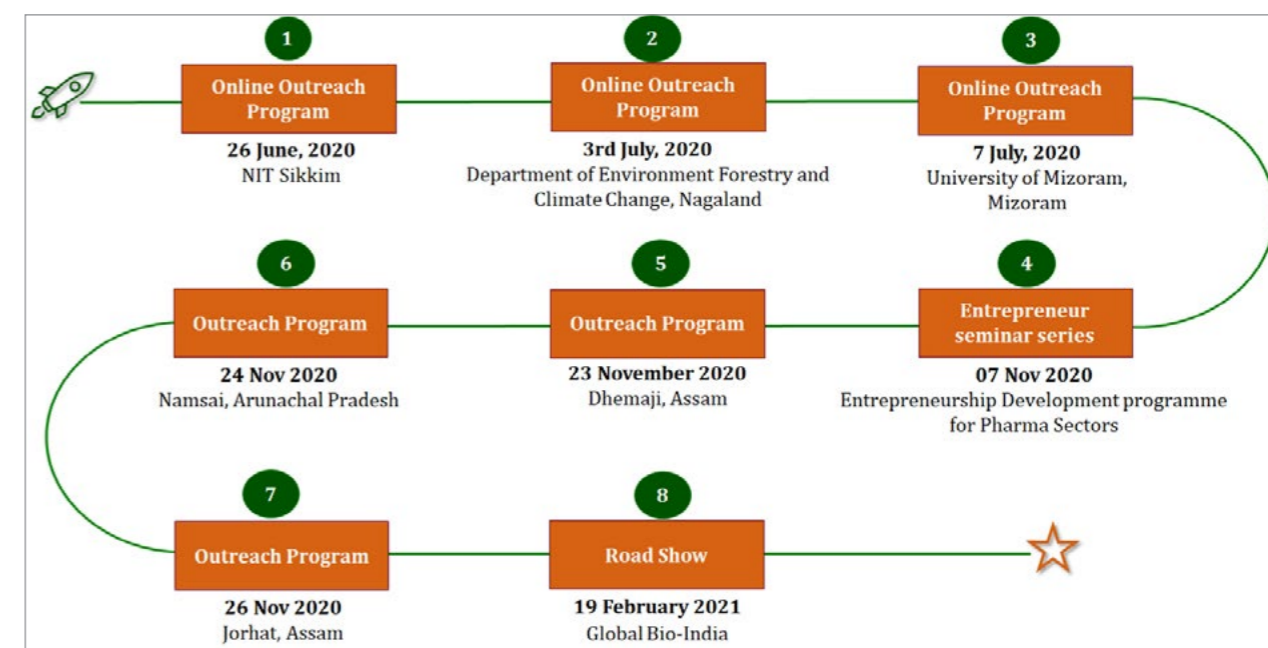 1
Online Outreach
Program
26 June, 2020
NIT Sikkim
2
Online Outreach
Program
3rd July, 2020
Department of Environment Forestry and
Climate Change, Nagaland
3
Online Outreach
Program
7 July, 2020
University of Mizoram,
Mizoram
4
Entrepreneur
seminar series
07 Nov 2020
Entrepreneurship Development programme
for Pharma Sectors
5
Outreach Program
23 November 2020
Dhemaji, Assam
6
Outreach Program
24 Nov 2020
Namsai, Arunachal Pradesh
7
Outreach Program
26 Nov 2020
Jorhat, Assam
8
Road Show
19 February 2021
Global Bio-India